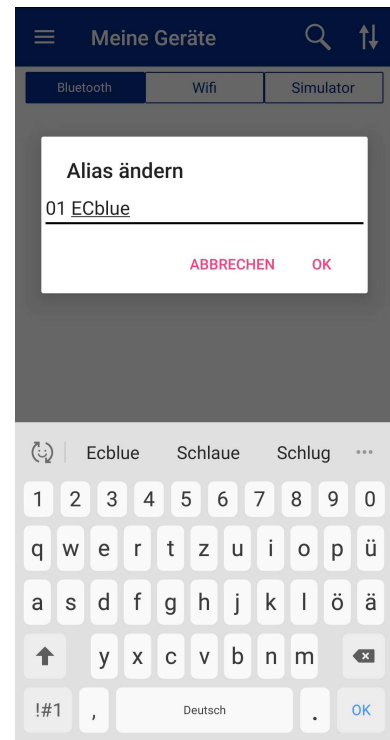 Meine Geräte
Bluetooth Wifi Simulator
Alias ändern
01 ECblue
ABBRECHEN OK
Ecblue Schlaue Schlug ...
1 2 3 4 5 6 7 8 9 0
q w e r t z u i o p ü
a s d f g h j k l ö ä
y x c v b n m
!#1 , Deutsch . OK